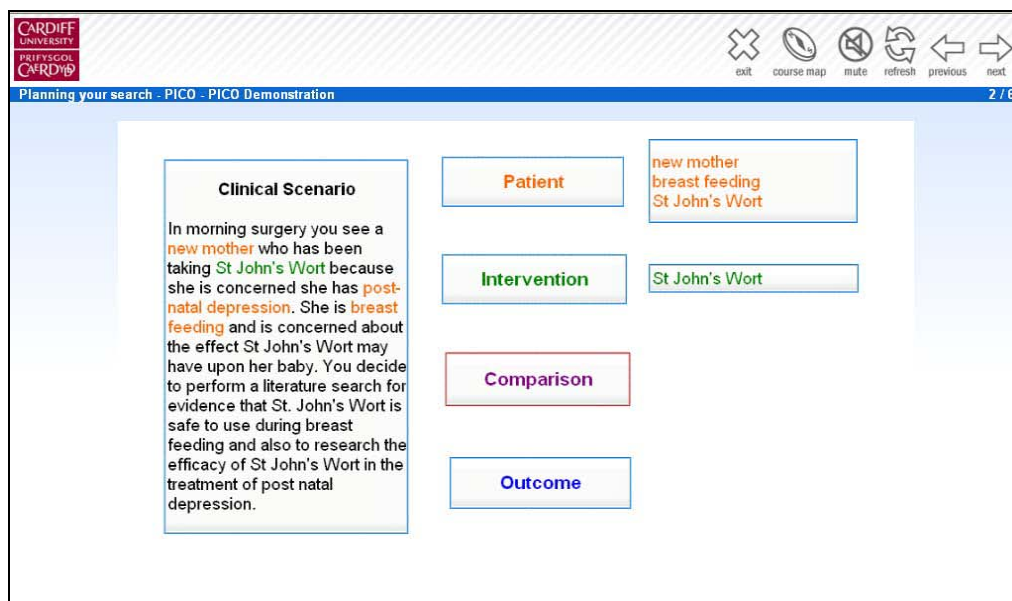 CARDIFF
UNIVERSITY
PRIFYSGOL
CAERDYDD
exit
course map
mute
refresh
previous
next
Planning your search - PICO - PICO Demonstration
2 / 6
Clinical Scenario
In morning surgery you see a
new mother who has been
taking St John's Wort because
she is concerned she has post-
natal depression. She is breast
feeding and is concerned about
the effect St John's Wort may
have upon her baby. You decide
to perform a literature search for
evidence that St. John's Wort is
safe to use during breast
feeding and also to research the
efficacy of St John's Wort in the
treatment of post natal
depression.
Patient
new mother
breast feeding
St John's Wort
Intervention
St John's Wort
Comparison
Outcome